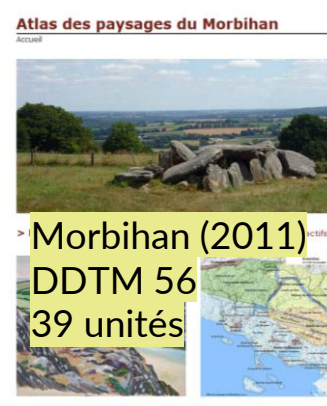 Atlas des paysages du Morbihan
Accueil
Morbihan (2011)
DDTM 56
39 unités